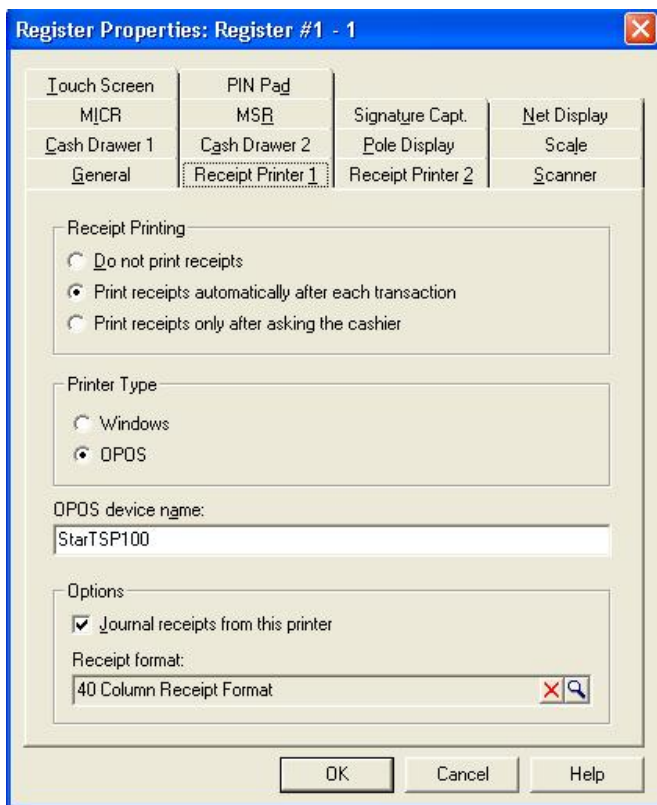 Register Properties: Register #1 - 1
Touch Screen PIN Pad
MICR MSR Signature Capt. Net Display
Cash Drawer 1 Cash Drawer 2 Pole Display Scale
General Receipt Printer 1 Receipt Printer 2 Scanner
Receipt Printing
Do not print receipts
Print receipts automatically after each transaction
Print receipts only after asking the cashier
Printer Type
Windows
OPOS
OPOS device name:
StarTSP100
Options
Journal receipts from this printer
Receipt format:
40 Column Receipt Format
OK Cancel Help